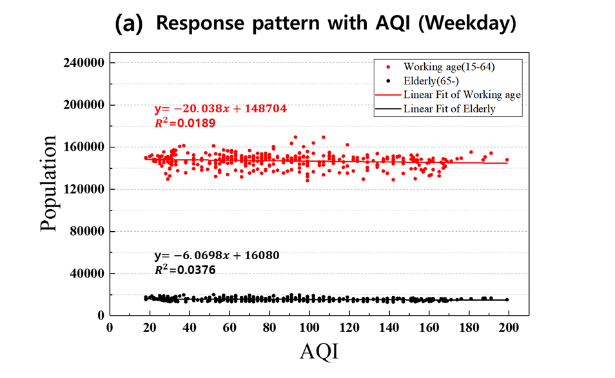 (a) Response pattern with AQI (Weekday)
240000
200000
160000
120000
80000
40000
0
Population
Working age(15-64)
Elderly(65-)
Linear Fit of Working age
Linear Fit of Elderly
y= −20.038x + 148704
R²=0.0189
y= −6.0698x + 16080
R²=0.0376
0 20 40 60 80 100 120 140 160 180 200
AQI